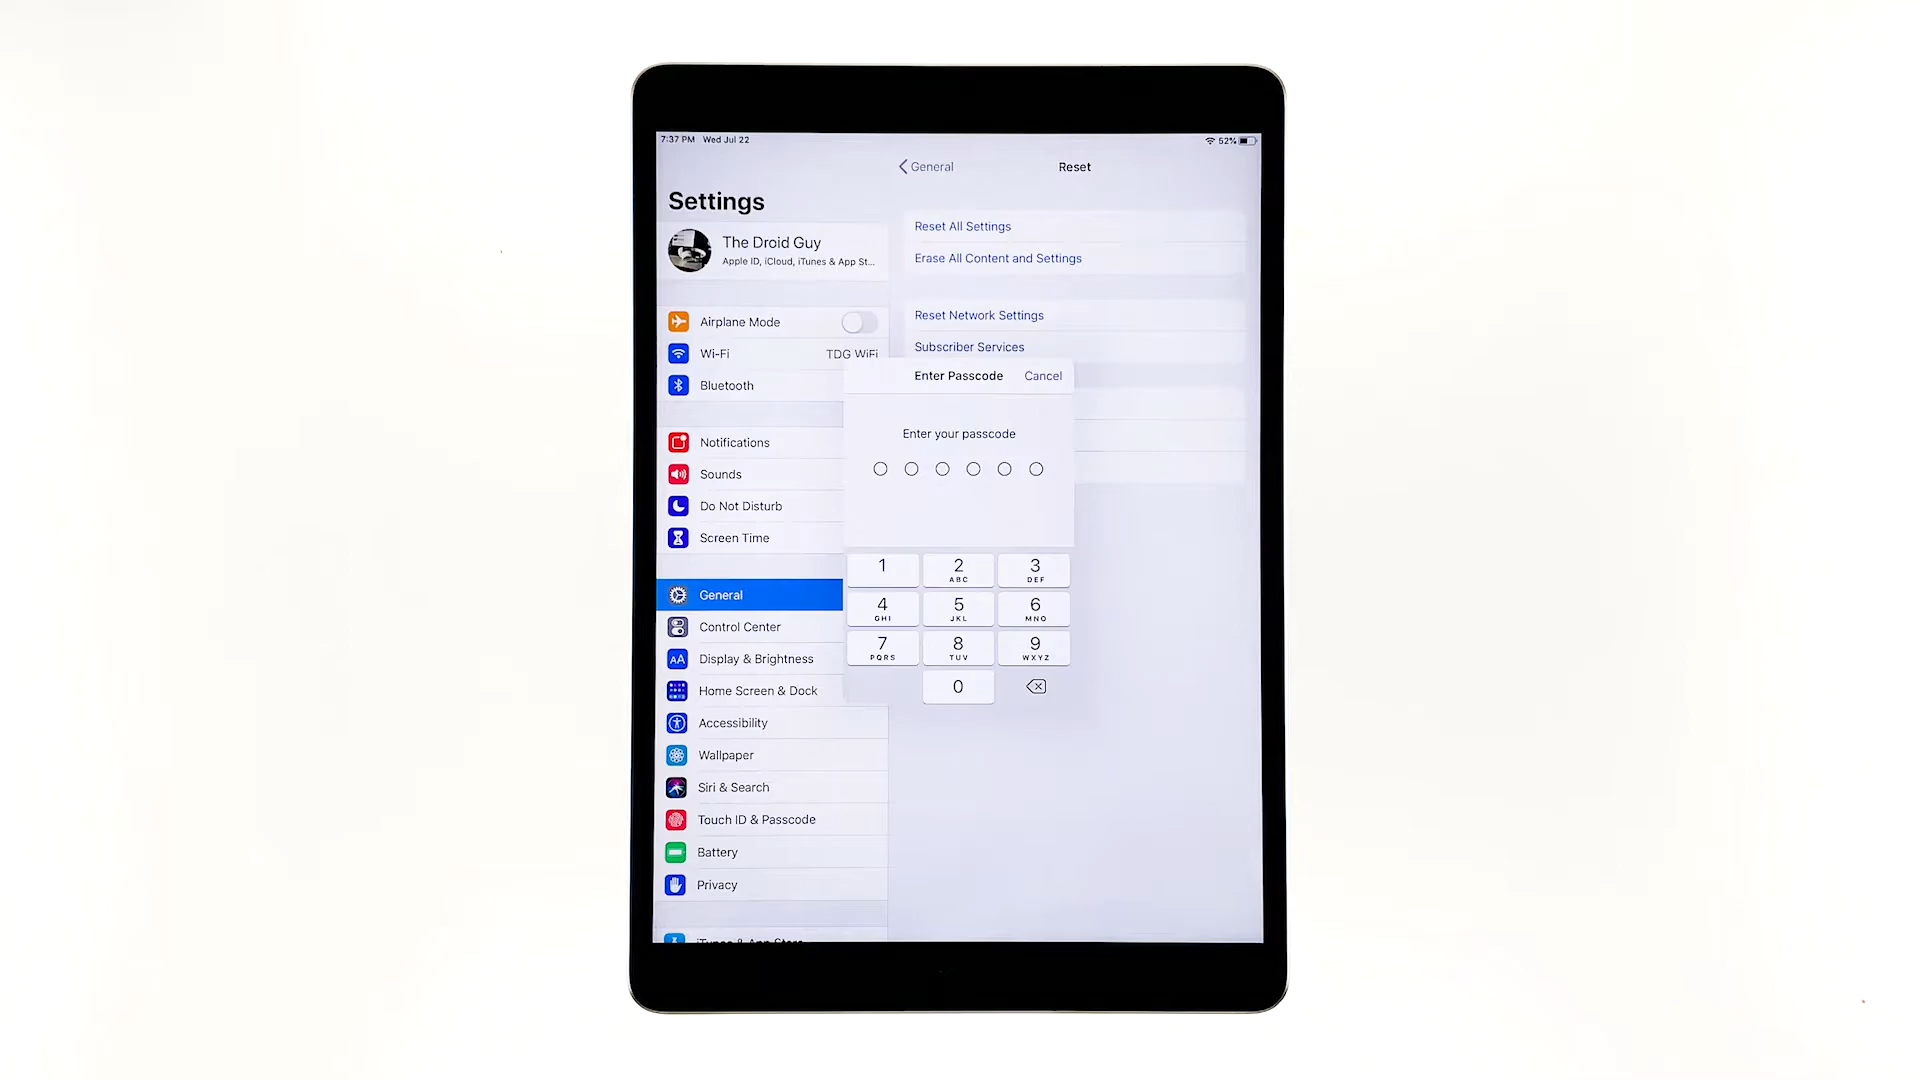 7:37 PM Wed Jul 22
52%
General
Reset
Settings
The Droid Guy
Apple ID, iCloud, iTunes & App St...
Airplane Mode
Wi-Fi
TDG WiFi
Bluetooth
Notifications
Sounds
Do Not Disturb
Screen Time
General
Control Center
AA
Display & Brightness
Home Screen & Dock
Accessibility
Wallpaper
Siri & Search
Touch ID & Passcode
Battery
Privacy
iTunes & App Store
Reset All Settings
Erase All Content and Settings
Reset Network Settings
Subscriber Services
Enter Passcode
Cancel
Enter your passcode
1 2 3
ABC DEF
4 5 6
GHI JKL MNO
7 8 9
PQRS TUV WXYZ
0